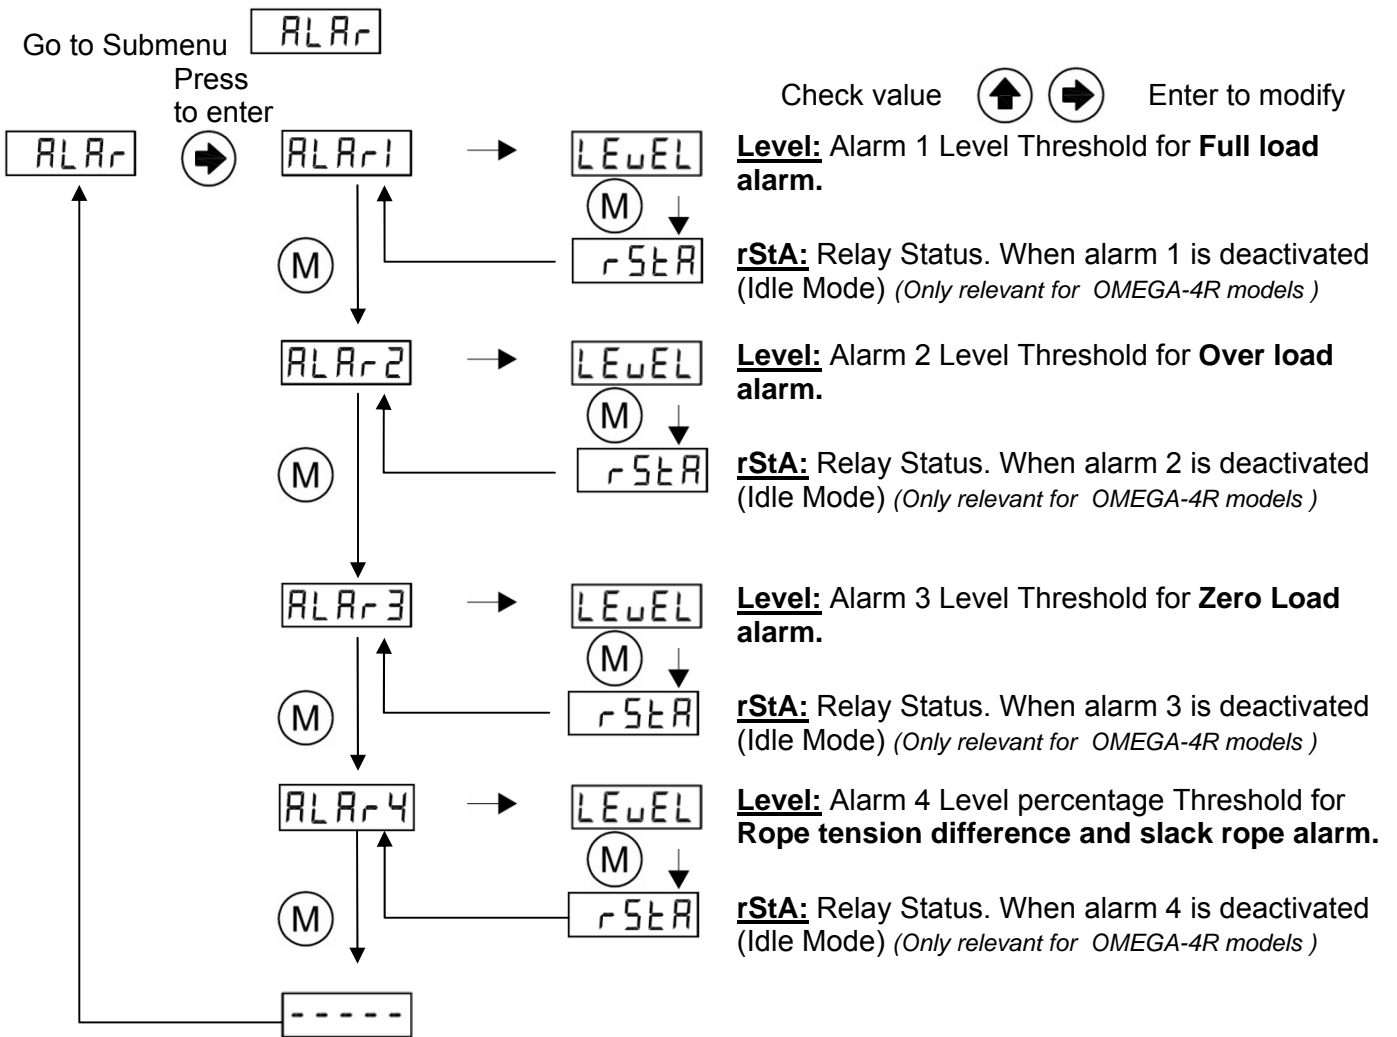 Go to Submenu ALAr
Press
to enter
Check value Enter to modify
ALAr ALAr1 LEvEL Level: Alarm 1 Level Threshold for Full load
alarm.
M
M rStA rStA: Relay Status. When alarm 1 is deactivated
(Idle Mode) (Only relevant for OMEGA-4R models )
ALAr2 LEvEL Level: Alarm 2 Level Threshold for Over load
alarm.
M
M rStA rStA: Relay Status. When alarm 2 is deactivated
(Idle Mode) (Only relevant for OMEGA-4R models )
ALAr3 LEvEL Level: Alarm 3 Level Threshold for Zero Load
alarm.
M
M rStA rStA: Relay Status. When alarm 3 is deactivated
(Idle Mode) (Only relevant for OMEGA-4R models )
ALAr4 LEvEL Level: Alarm 4 Level percentage Threshold for
Rope tension difference and slack rope alarm.
M
M rStA rStA: Relay Status. When alarm 4 is deactivated
(Idle Mode) (Only relevant for OMEGA-4R models )
- - - - -